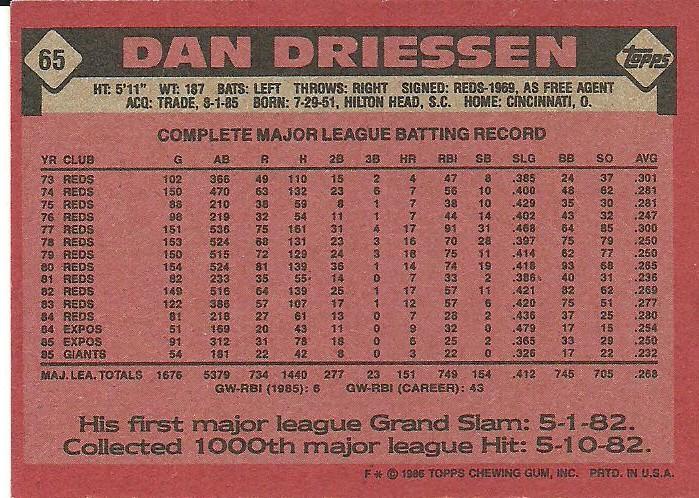 65 DAN DRIESSEN topps
HT: 5'11" WT: 187 BATS: LEFT THROWS: RIGHT SIGNED: REDS-1969, AS FREE AGENT
ACQ: TRADE, 8-1-85 BORN: 7-29-51, HILTON HEAD, S.C. HOME: CINCINNATI, O.
COMPLETE MAJOR LEAGUE BATTING RECORD
YR CLUB G AB R H 2B 3B HR RBI SB SLG BB SO AVG
73 REDS 102 366 49 110 15 2 4 47 8 .385 24 37 .301
74 REDS 150 470 63 132 23 6 7 56 10 .400 48 62 .281
75 REDS 88 210 38 59 8 1 7 38 10 .429 35 30 .281
76 REDS 98 219 32 54 11 1 7 44 14 .402 43 32 .247
77 REDS 151 536 75 161 31 4 17 91 31 .468 64 85 .300
78 REDS 153 524 68 131 23 3 16 70 28 .397 75 79 .250
79 REDS 150 515 72 129 24 3 18 75 11 .414 62 77 .250
80 REDS 154 524 81 139 36 1 14 74 19 .418 93 68 .265
81 REDS 82 233 35 55 14 0 7 33 2 .386 40 31 .236
82 REDS 149 516 64 139 25 1 17 57 11 .421 82 62 .269
83 REDS 122 386 57 107 17 1 12 57 6 .420 75 51 .277
84 REDS 81 218 27 61 13 0 7 28 2 .436 37 25 .280
84 EXPOS 51 169 20 43 11 0 9 32 0 .479 17 15 .254
85 EXPOS 91 312 31 78 18 0 6 25 2 .365 33 29 .250
85 GIANTS 54 181 22 42 8 0 3 22 0 .326 17 22 .232
MAJ. LEA. TOTALS 1676 5379 734 1440 277 23 151 749 154 .412 745 705 .268
GW-RBI (1985): 6 GW-RBI (CAREER): 43
His first major league Grand Slam: 5-1-82.
Collected 1000th major league Hit: 5-10-82.
F * © 1986 TOPPS CHEWING GUM, INC. PRTD. IN U.S.A.